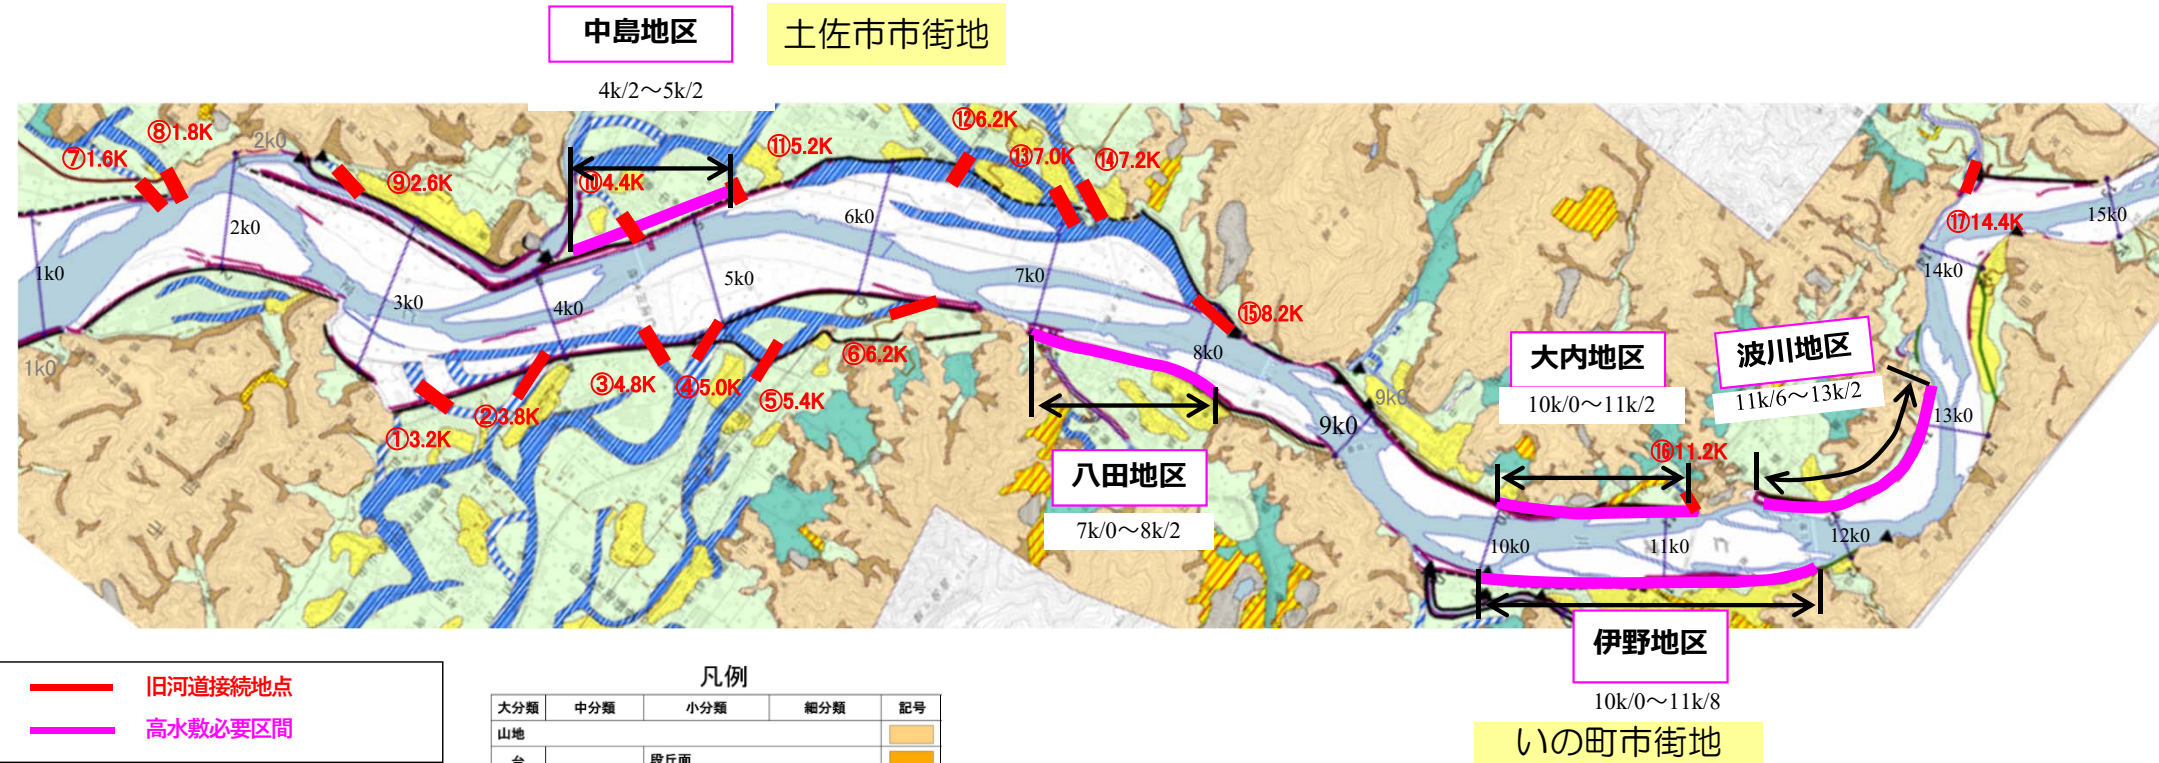 中島地区
土佐市市街地
4k/2～5k/2
⑧1.8K
⑦1.6K
2k0
⑨2.6K
⑩4.4K
⑪5.2K
⑫6.2K
⑬7.0K
⑭7.2K
⑰14.4K
15k0
14k0
1k0
2k0
3k0
4k0
5k0
6k0
7k0
8k0
⑮8.2K
9k0
9k0
1k0
①3.2K
②3.8K
③4.8K
④5.0K
⑤5.4K
⑥6.2K
八田地区
7k/0～8k/2
大内地区
10k/0～11k/2
波川地区
11k/6～13k/2
⑯11.2K
13k0
10k0
11k0
12k0
伊野地区
10k/0～11k/8
いの町市街地
旧河道接続地点
高水敷必要区間
凡例
大分類 中分類 小分類 細分類 記号
山地
段丘面